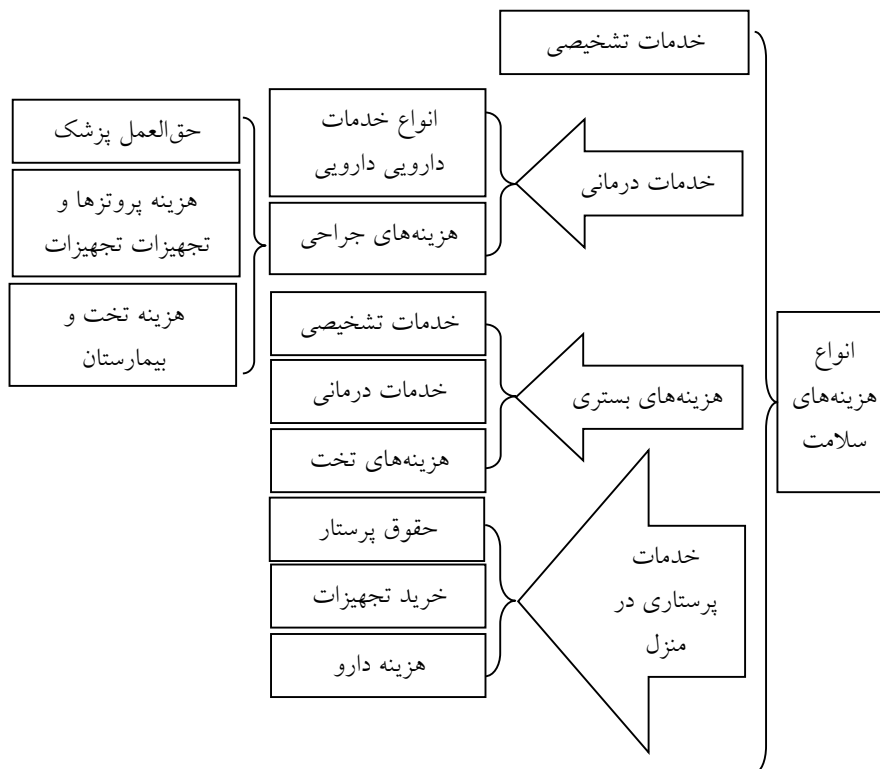 انواع
هزینه‌های
سلامت
خدمات تشخیصی
خدمات درمانی
انواع خدمات
دارویی دارویی
هزینه‌های جراحی
حق‌العمل پزشک
هزینه پروتزها و
تجهیزات تجهیزات
هزینه تخت و
بیمارستان
هزینه‌های بستری
خدمات تشخیصی
خدمات درمانی
هزینه‌های تخت
خدمات
پرستاری در
منزل
حقوق پرستار
خرید تجهیزات
هزینه دارو